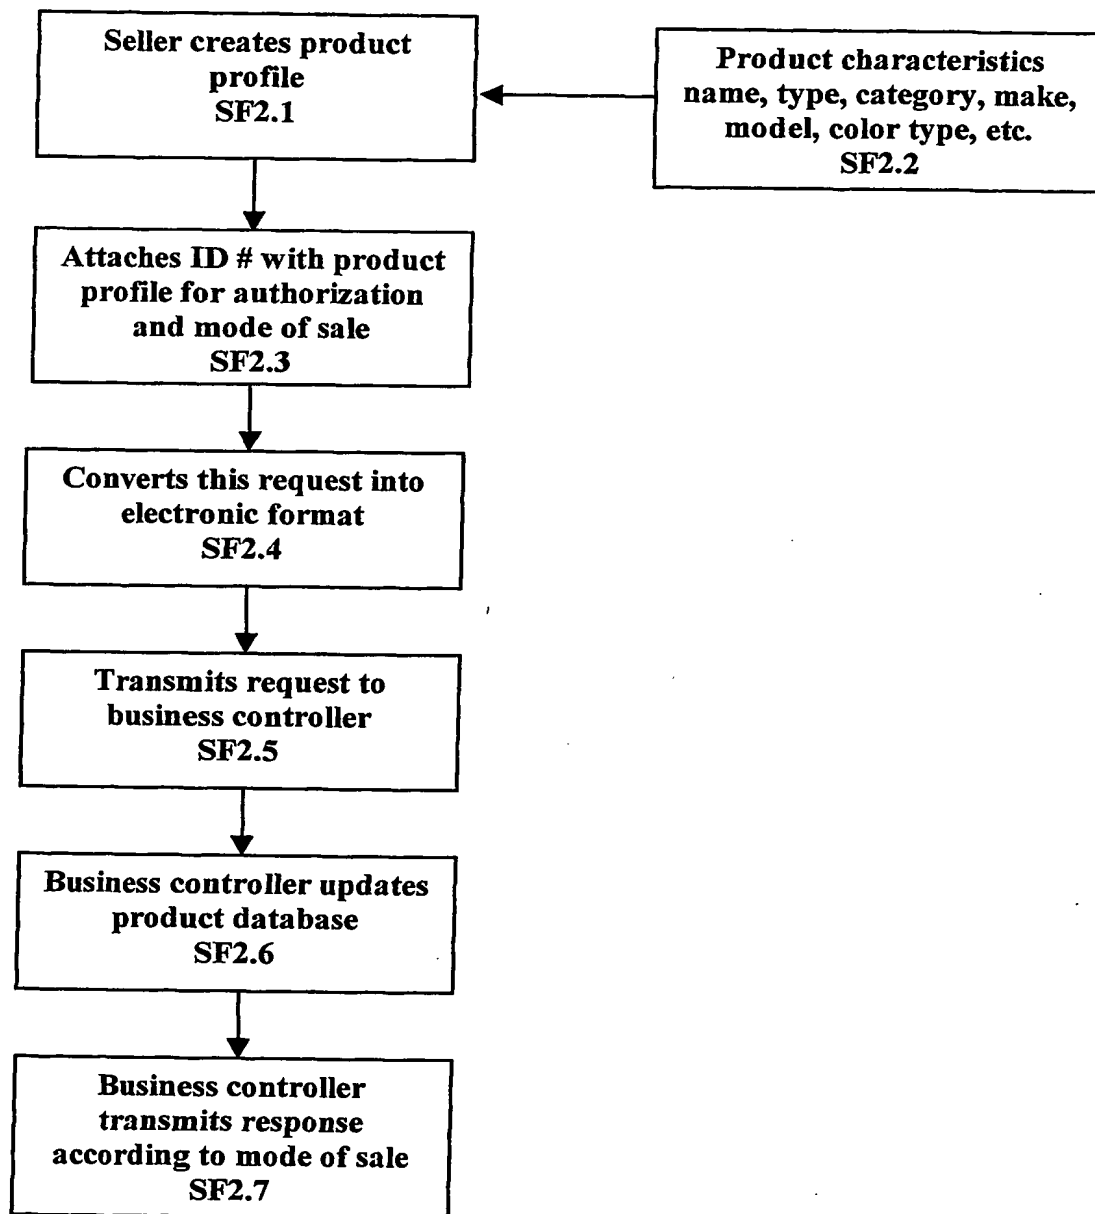 Seller creates product
profile
SF2.1
Product characteristics
name, type, category, make,
model, color type, etc.
SF2.2
Attaches ID # with product
profile for authorization
and mode of sale
SF2.3
Converts this request into
electronic format
SF2.4
Transmits request to
business controller
SF2.5
Business controller updates
product database
SF2.6
Business controller
transmits response
according to mode of sale
SF2.7